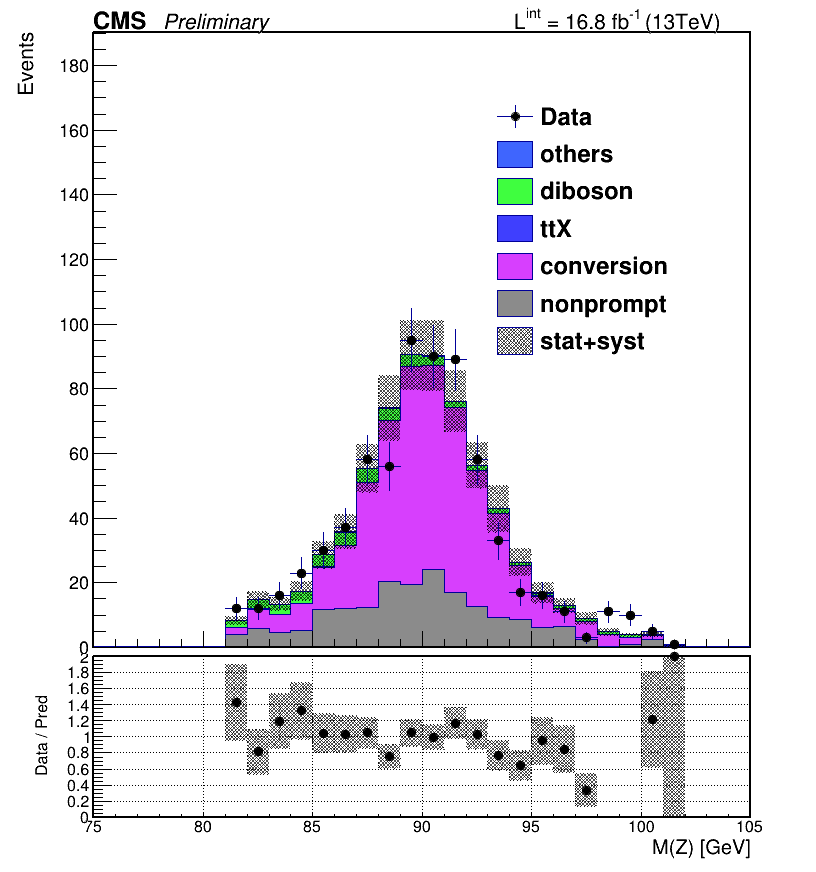 CMS Preliminary L^int = 16.8 fb^-1 (13TeV)
Events
180
160
140
120
100
80
60
40
20
0
Data
others
diboson
ttX
conversion
nonprompt
stat+syst
Data / Pred
2
1.8
1.6
1.4
1.2
1
0.8
0.6
0.4
0.2
0
75 80 85 90 95 100 105
M(Z) [GeV]